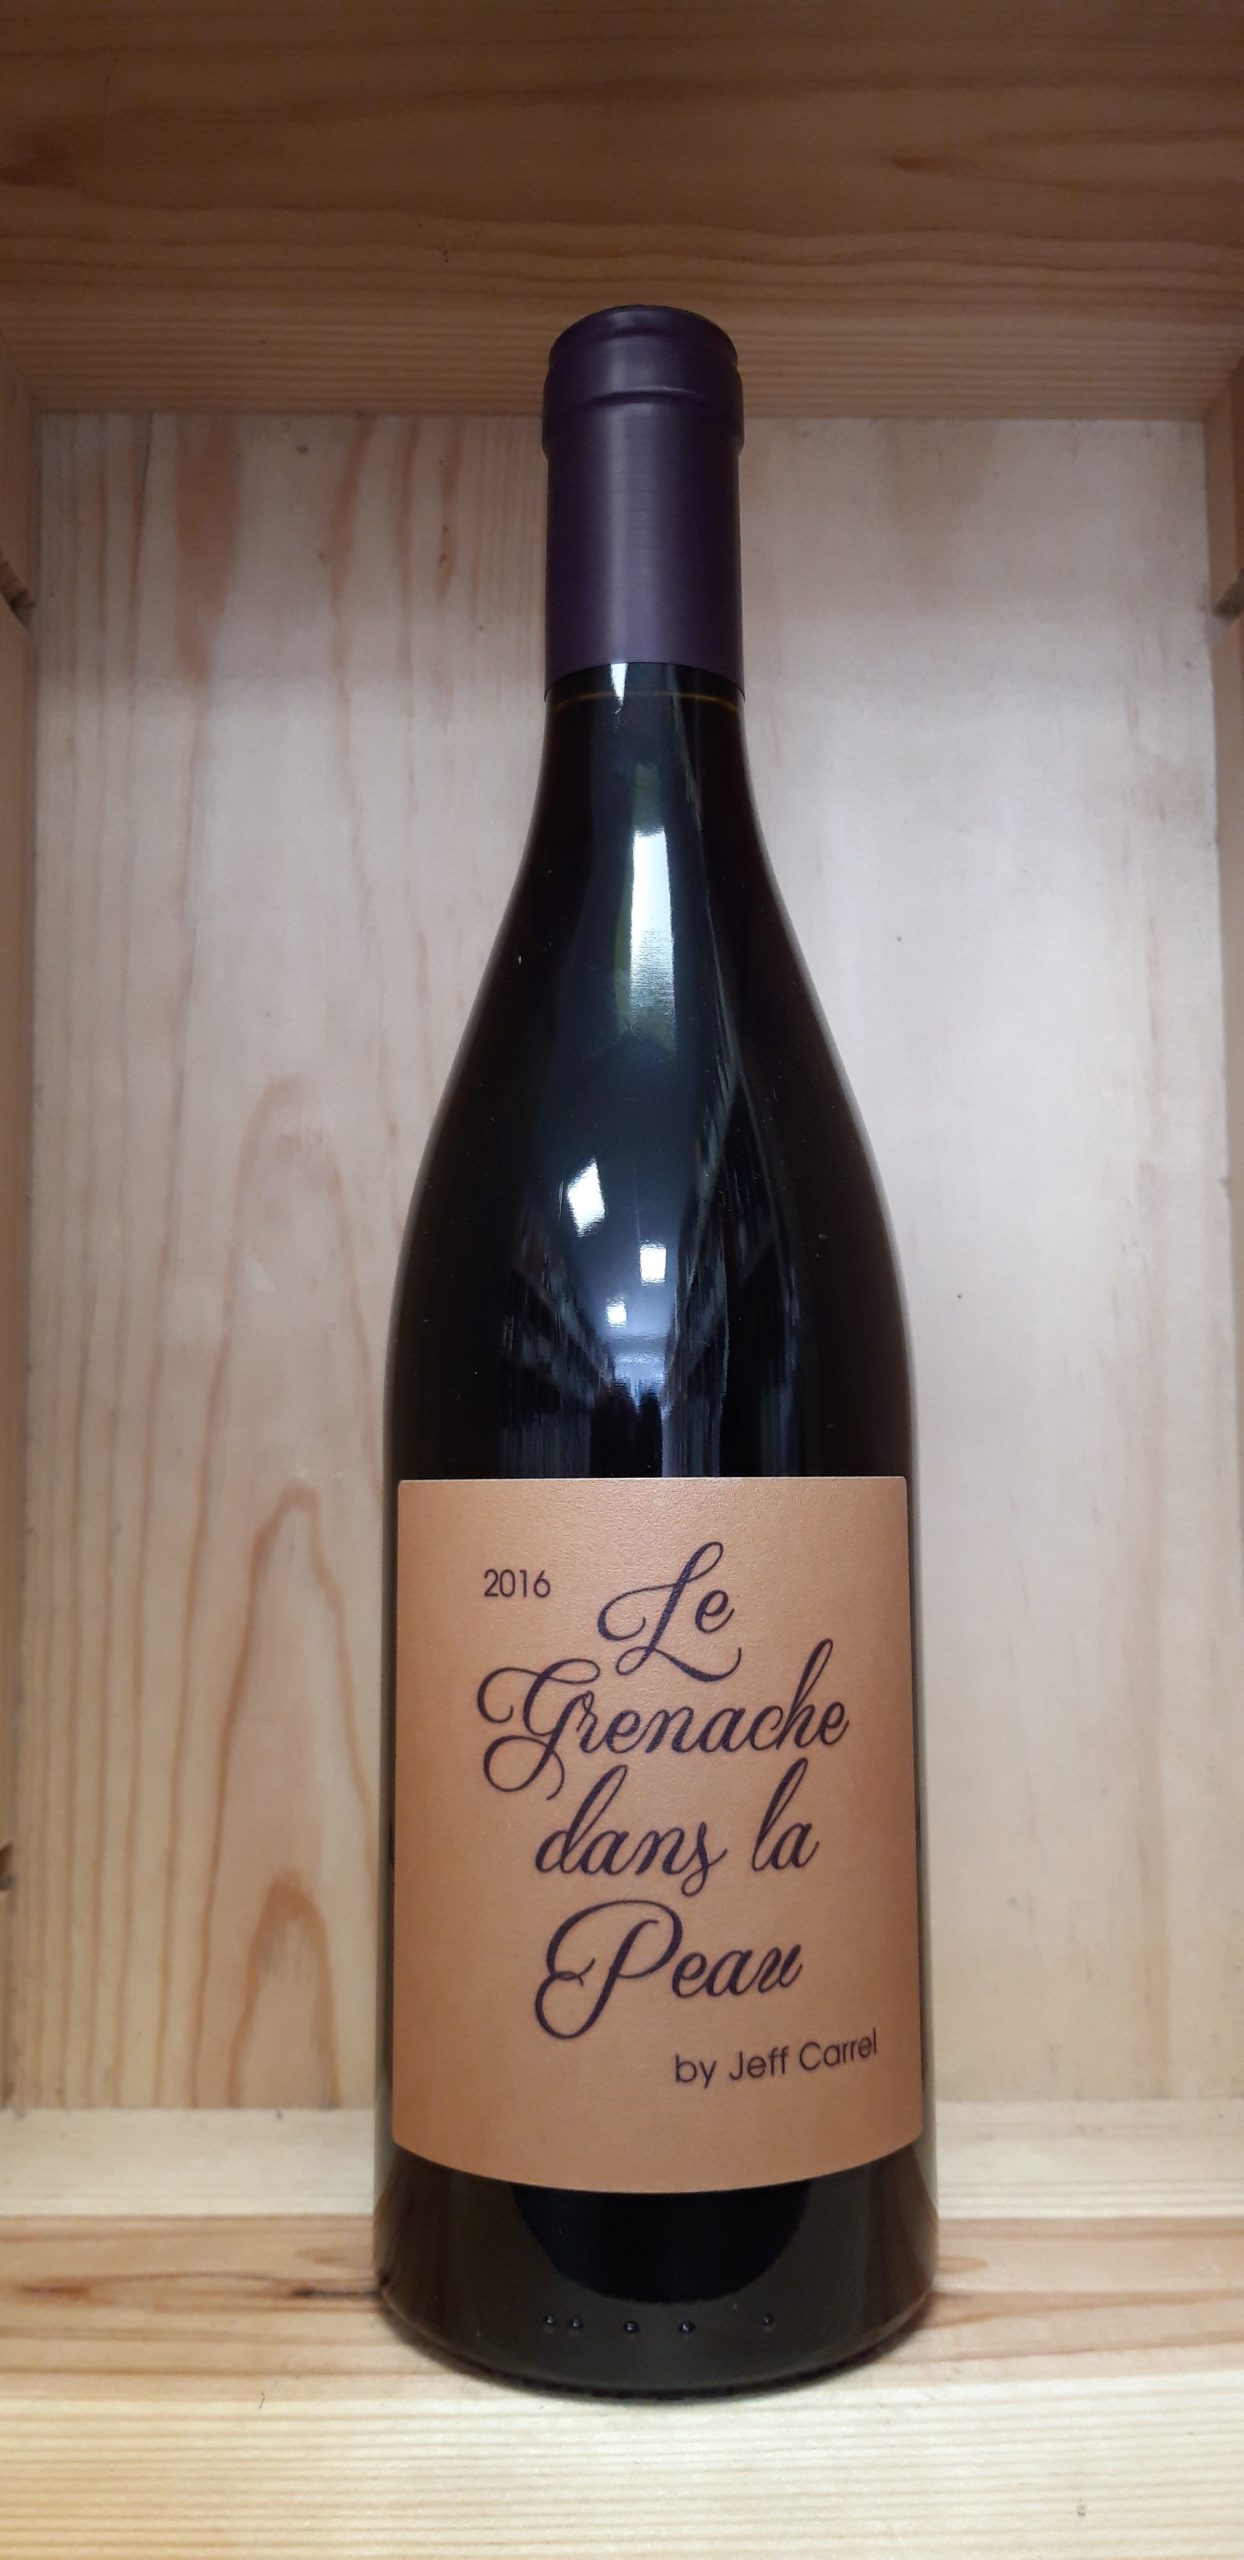 2016
Le
Grenache
dans la
Peau
by Jeff Carrel